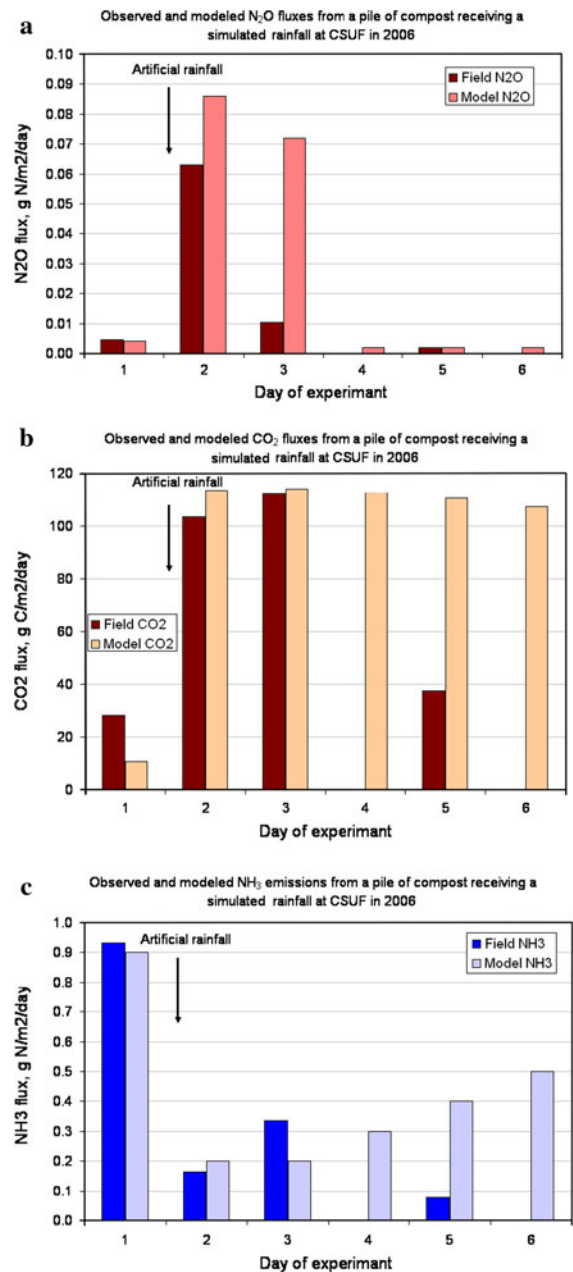 a
Observed and modeled N₂O fluxes from a pile of compost receiving a
simulated rainfall at CSUF in 2006
0.10
0.09
0.08
0.07
0.06
0.05
0.04
0.03
0.02
0.01
0.00
N2O flux, g N/m2/day
Artificial rainfall
Field N2O
Model N2O
1 2 3 4 5 6
Day of experimant
b
Observed and modeled CO₂ fluxes from a pile of compost receiving a
simulated rainfall at CSUF in 2006
120
100
80
60
40
20
0
CO2 flux, g C/m2/day
Artificial rainfall
Field CO2
Model CO2
1 2 3 4 5 6
Day of experimant
c
Observed and modeled NH₃ emissions from a pile of compost receiving a
simulated rainfall at CSUF in 2006
1.0
0.9
0.8
0.7
0.6
0.5
0.4
0.3
0.2
0.1
0.0
NH3 flux, g N/m2/day
Artificial rainfall
Field NH3
Model NH3
1 2 3 4 5 6
Day of experimant